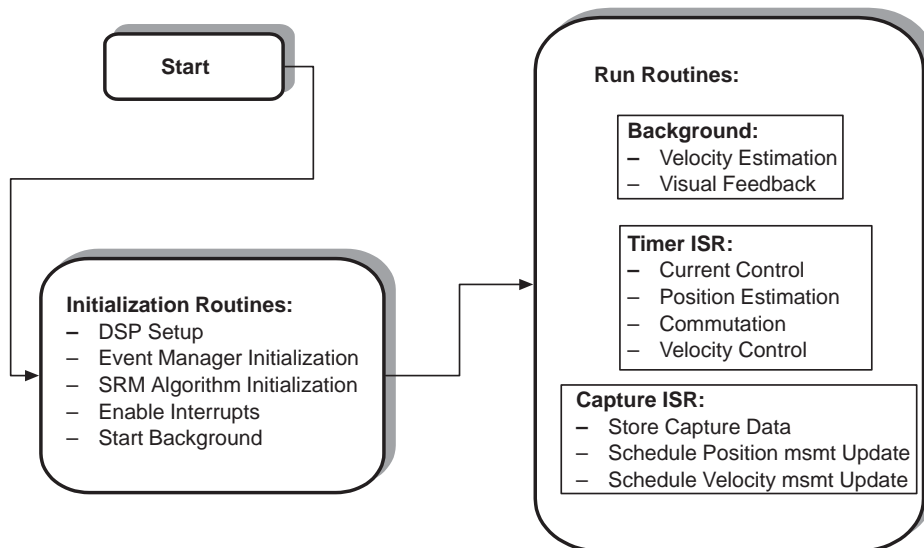 Start
Initialization Routines:
– DSP Setup
– Event Manager Initialization
– SRM Algorithm Initialization
– Enable Interrupts
– Start Background
Run Routines:
Background:
– Velocity Estimation
– Visual Feedback
Timer ISR:
– Current Control
– Position Estimation
– Commutation
– Velocity Control
Capture ISR:
– Store Capture Data
– Schedule Position msmt Update
– Schedule Velocity msmt Update